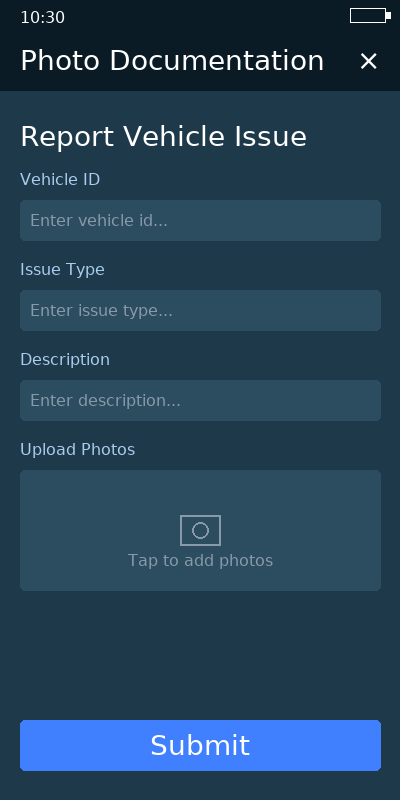 10:30
Photo Documentation ×
Report Vehicle Issue
Vehicle ID
Enter vehicle id...
Issue Type
Enter issue type...
Description
Enter description...
Upload Photos
Tap to add photos
Submit